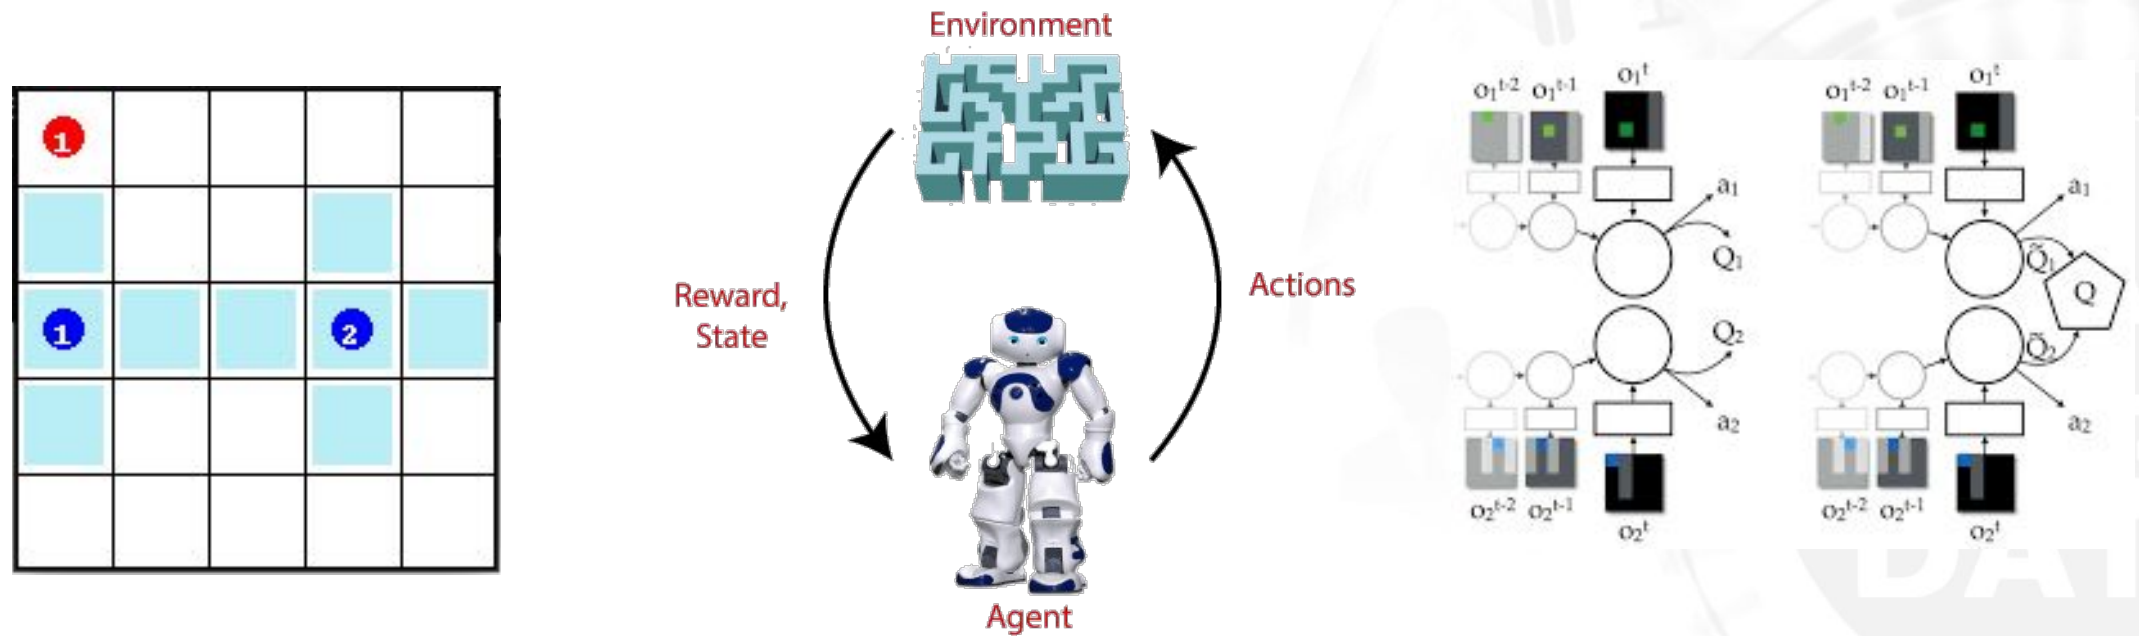 1
1
2
Environment
Reward,
State
Actions
Agent
o₁ᵗ⁻² o₁ᵗ⁻¹ o₁ᵗ
a₁
Q₁
Q₂
a₂
o₂ᵗ⁻² o₂ᵗ⁻¹ o₂ᵗ
o₁ᵗ⁻² o₁ᵗ⁻¹ o₁ᵗ
a₁
Q̃₁
Q
Q̃₂
a₂
o₂ᵗ⁻² o₂ᵗ⁻¹ o₂ᵗ
DAT